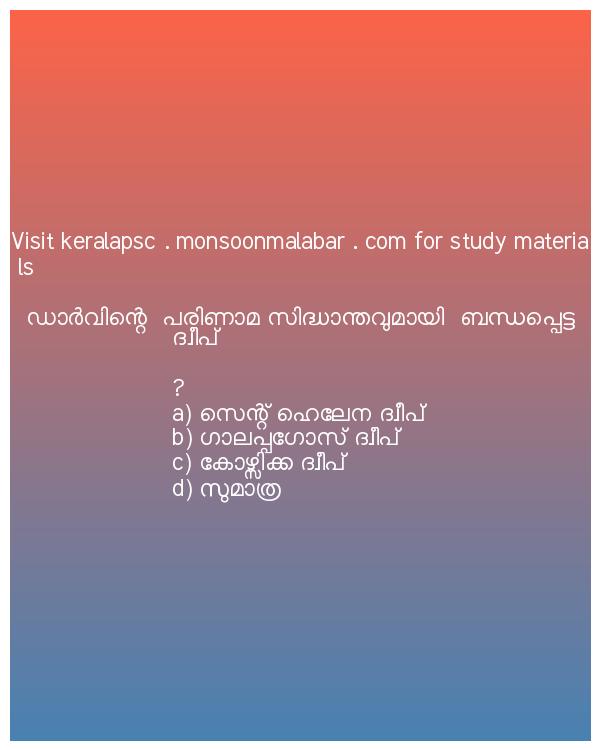 Visit keralapsc . monsoonmalabar . com for study materia
ls
ഡാർവിന്റെ പരിണാമ സിദ്ധാന്തവുമായി ബന്ധപ്പെട്ട
ദ്വീപ്
?
a) സെന്റ് ഹെലേന ദ്വീപ്
b) ഗാലപ്പഗോസ് ദ്വീപ്
c) കോഴ്സിക്ക ദ്വീപ്
d) സുമാത്ര